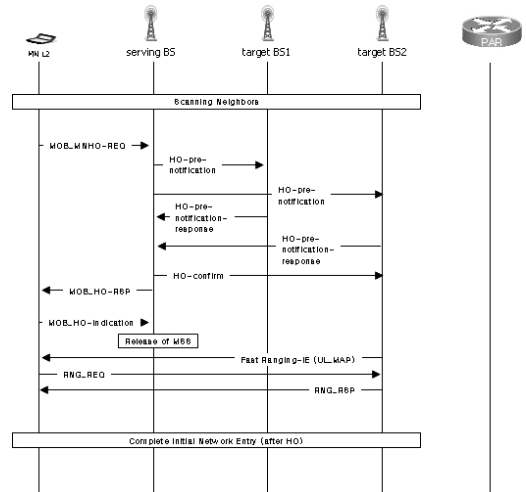 MN L2
serving BS
target BS1
target BS2
PAR
Scanning Neighbors
MOB_MNHO-REQ
HO-pre-
notification
HO-pre-
notification
HO-pre-
notification-
response
HO-pre-
notification-
response
HO-confirm
MOB_HO-RSP
MOB_HO-indication
Release of MSS
Fast Ranging-IE (UL_MAP)
RNG_REQ
RNG_RSP
Complete Initial Network Entry (after HO)